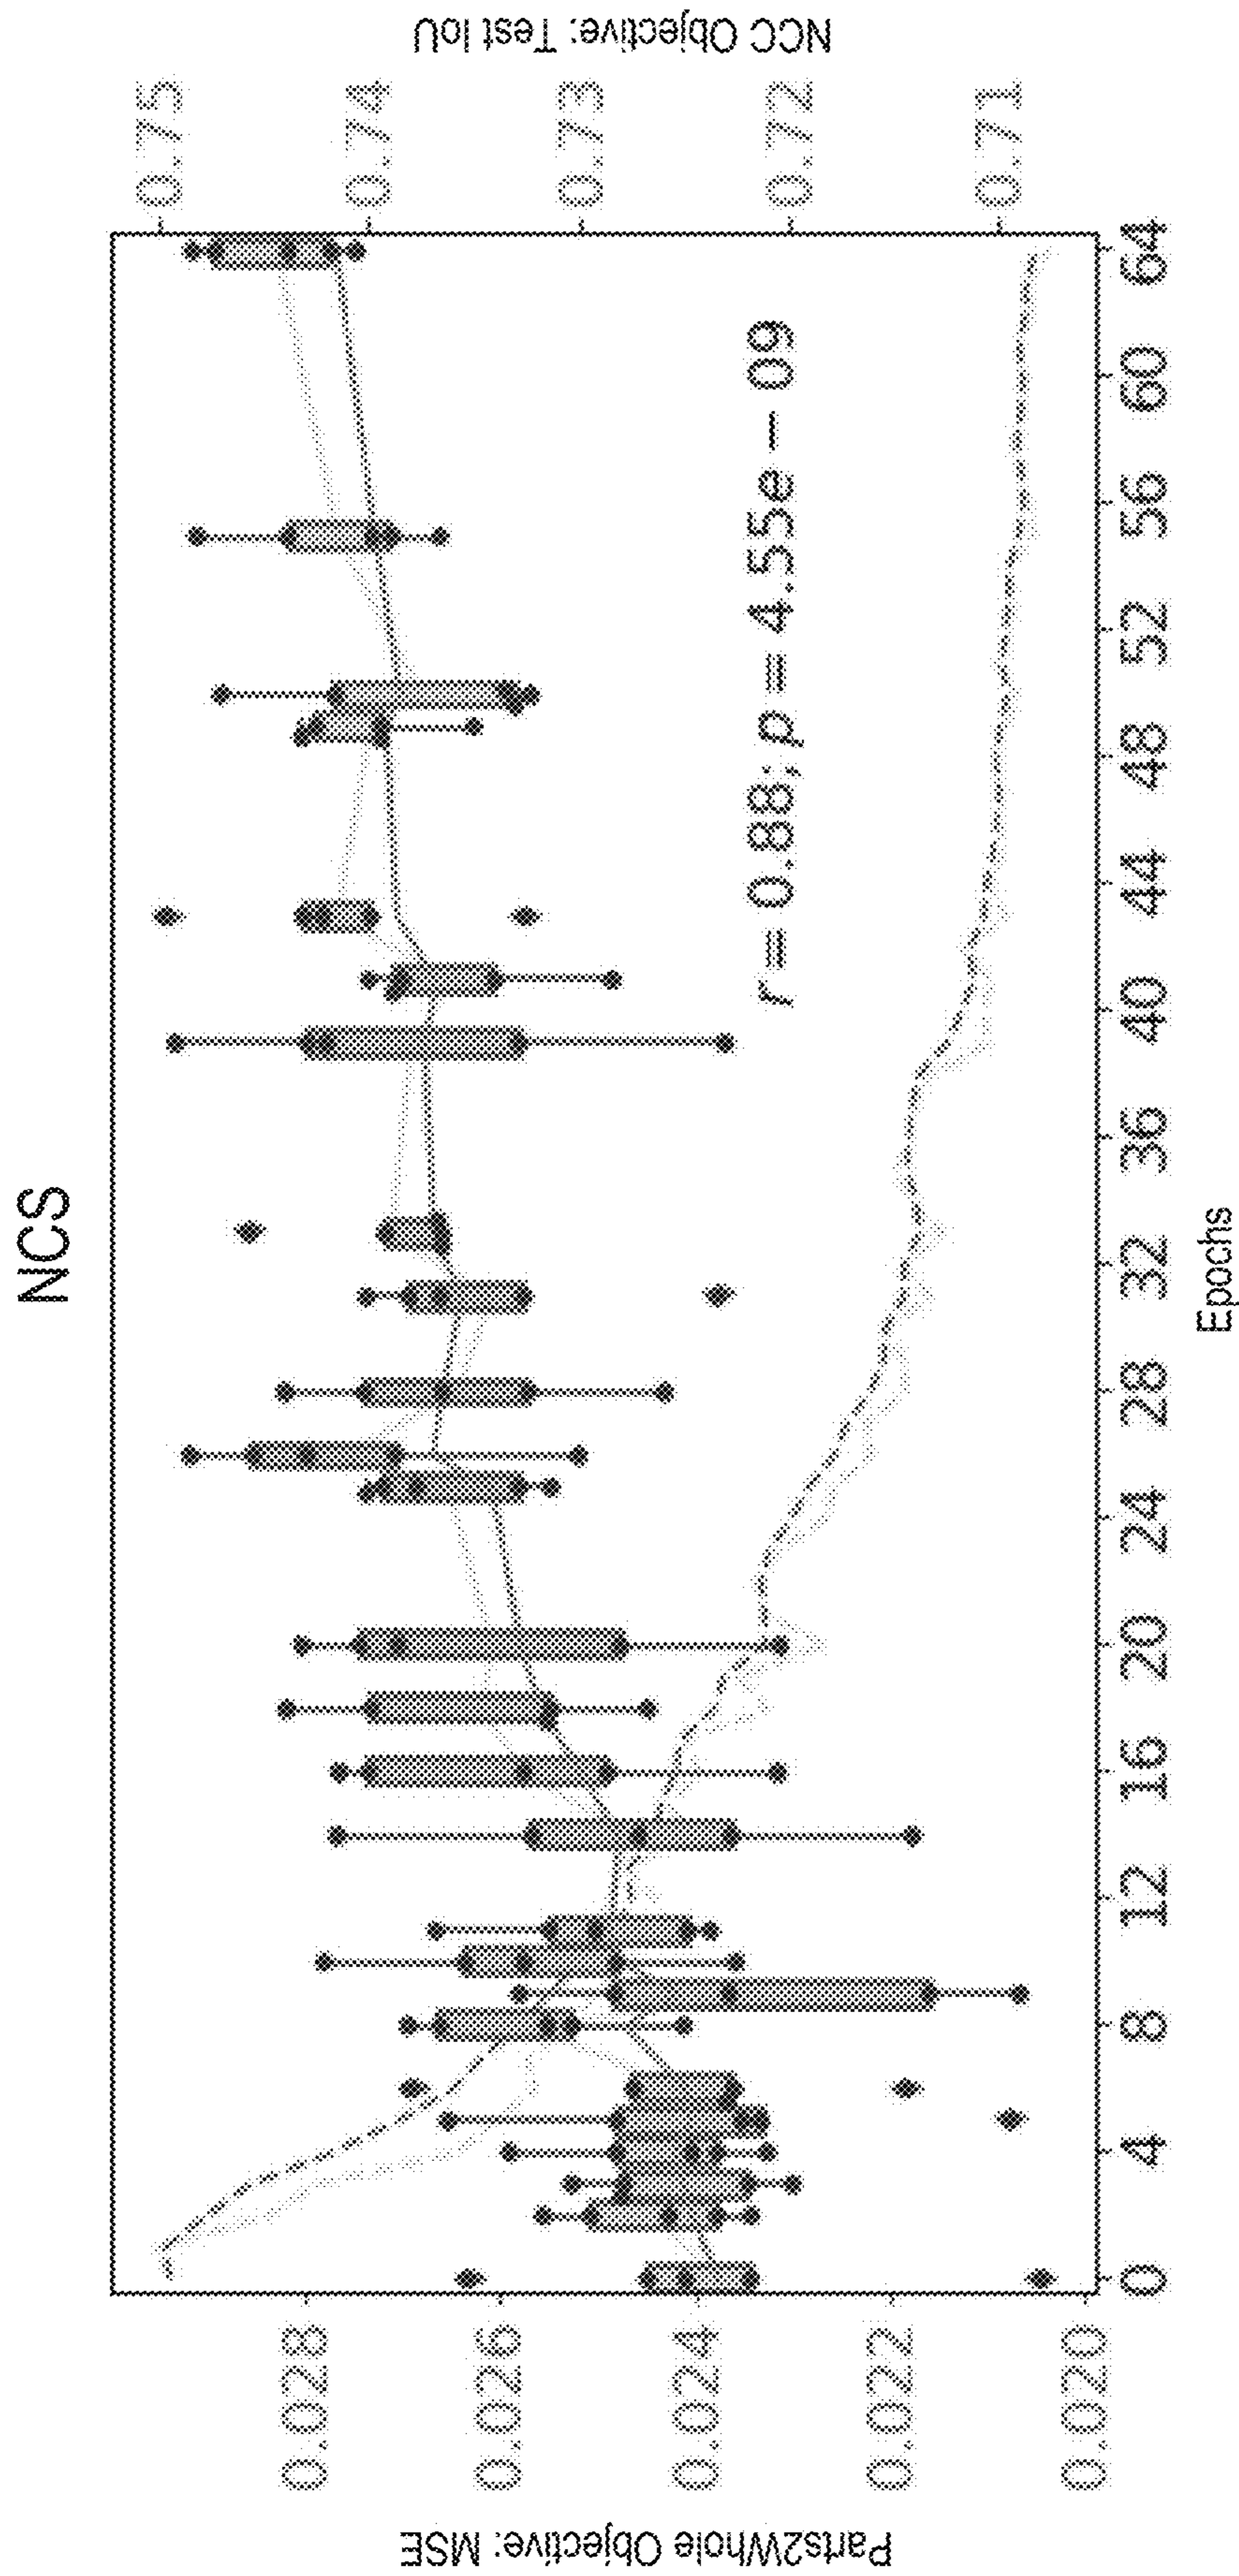 NCS
Parts2Whole Objective: MSE
0.028
0.026
0.024
0.022
0.020
r = 0.88; p = 4.55e − 09
0.75
0.74
0.73
0.72
0.71
NCC Objective: Test IoU
0 4 8 12 16 20 24 28 32 36 40 44 48 52 56 60 64
Epochs